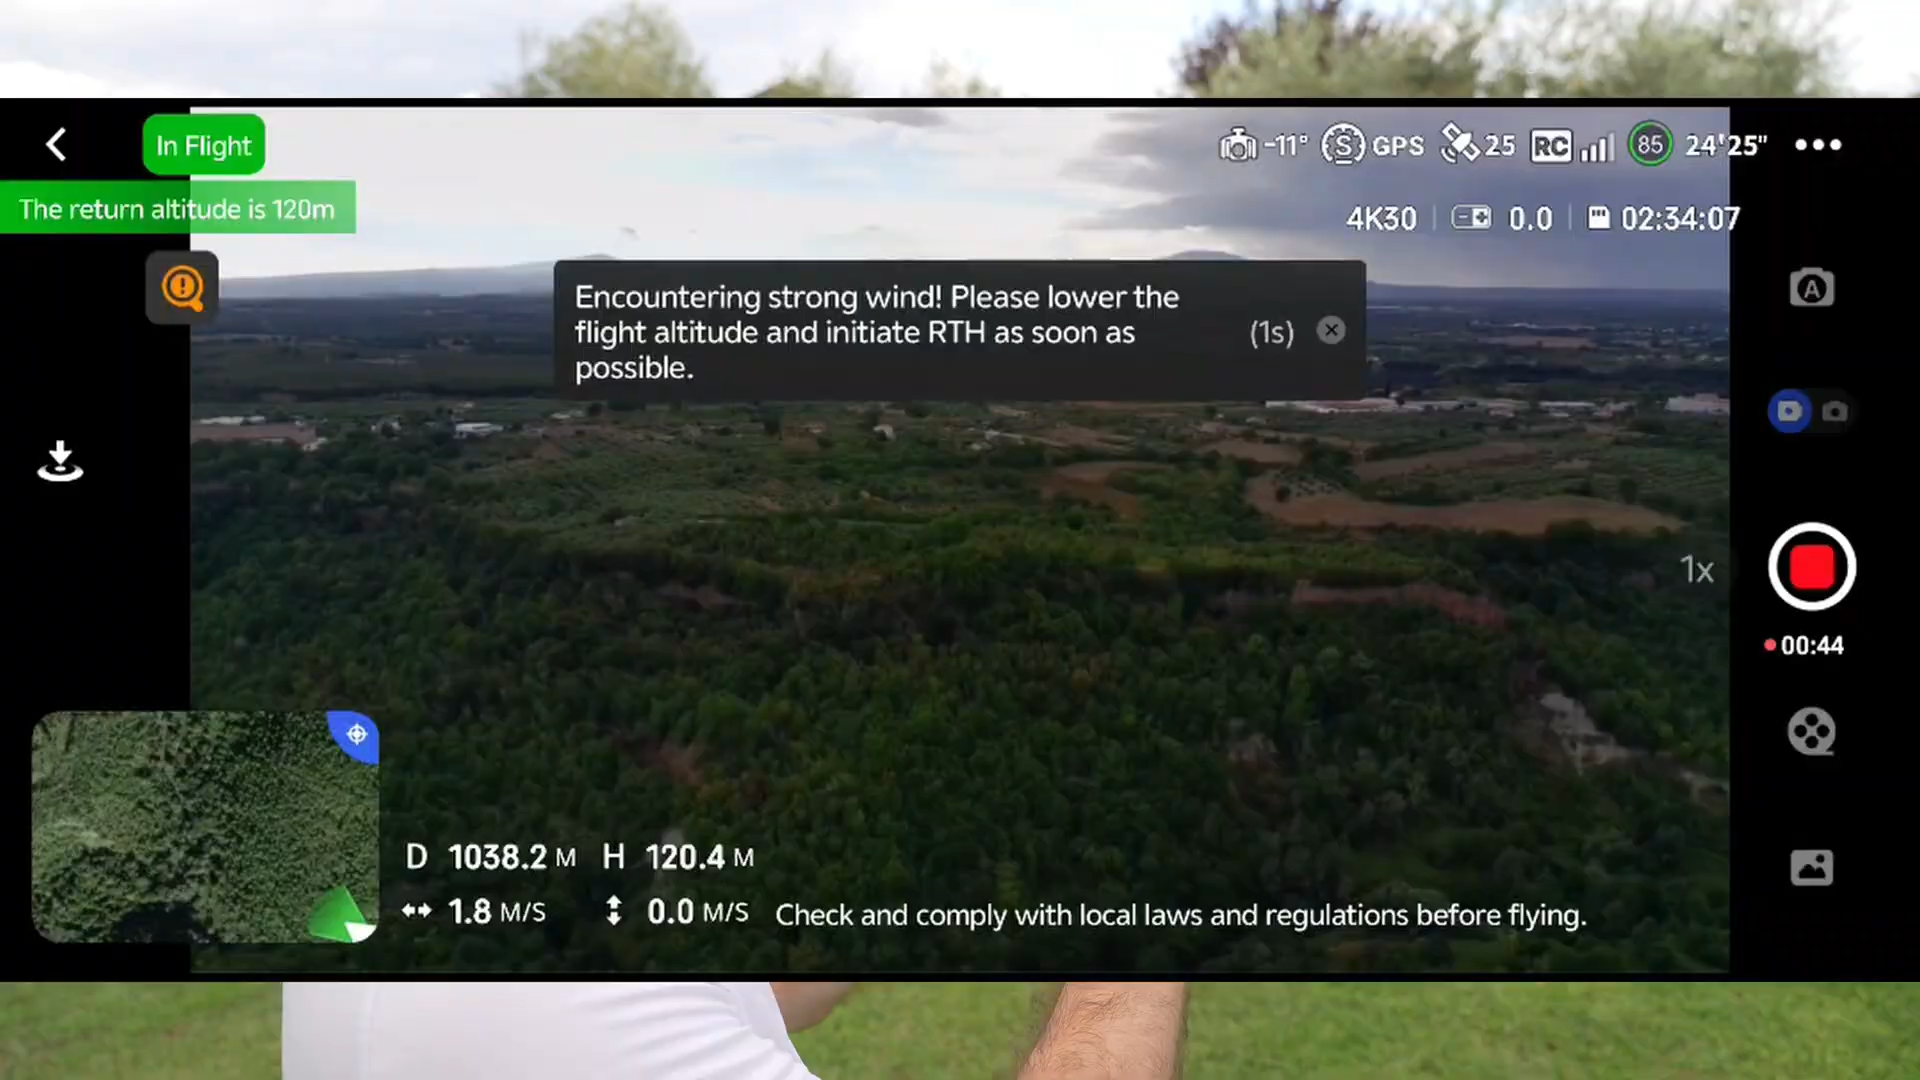 In Flight
-11° S GPS 25 RC 85 24'25"
The return altitude is 120m
4K30 0.0 02:34:07
Encountering strong wind! Please lower the
flight altitude and initiate RTH as soon as
possible.
(1s)
A
1x
00:44
D 1038.2 M H 120.4 M
1.8 M/S 0.0 M/S
Check and comply with local laws and regulations before flying.